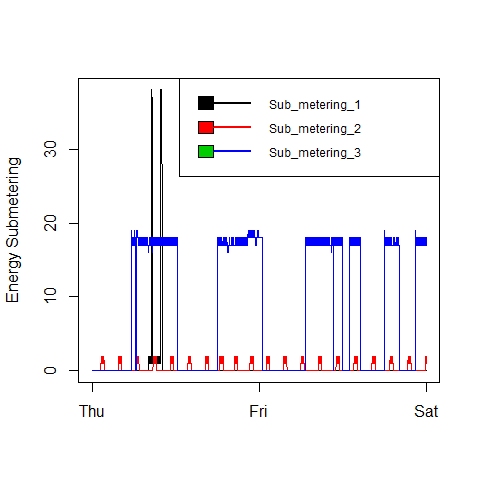 Sub_metering_1
Sub_metering_2
Sub_metering_3
Energy Submetering
30
20
10
0
Thu Fri Sat